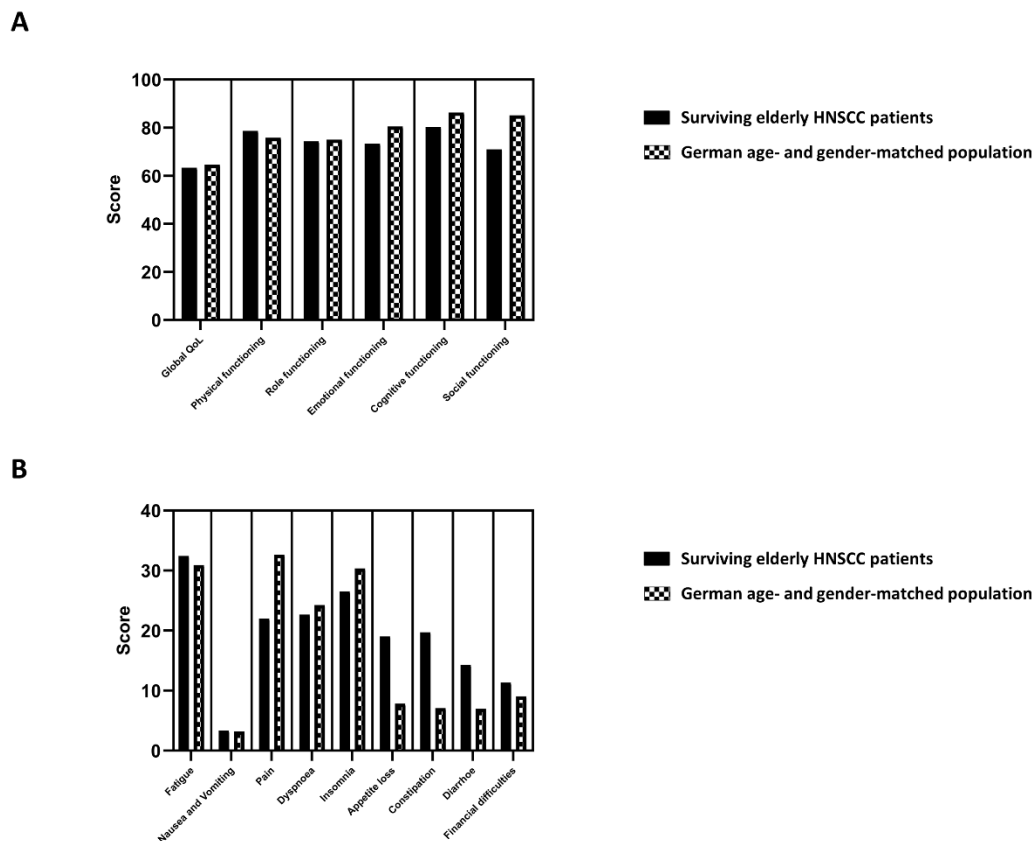 A
100
80
60
40
20
0
Score
Global QoL
Physical functioning
Role functioning
Emotional functioning
Cognitive functioning
Social functioning
Surviving elderly HNSCC patients
German age- and gender-matched population
B
40
30
20
10
0
Score
Fatigue
Nausea and Vomiting
Pain
Dyspnoea
Insomnia
Appetite loss
Constipation
Diarrhoe
Financial difficulties
Surviving elderly HNSCC patients
German age- and gender-matched population